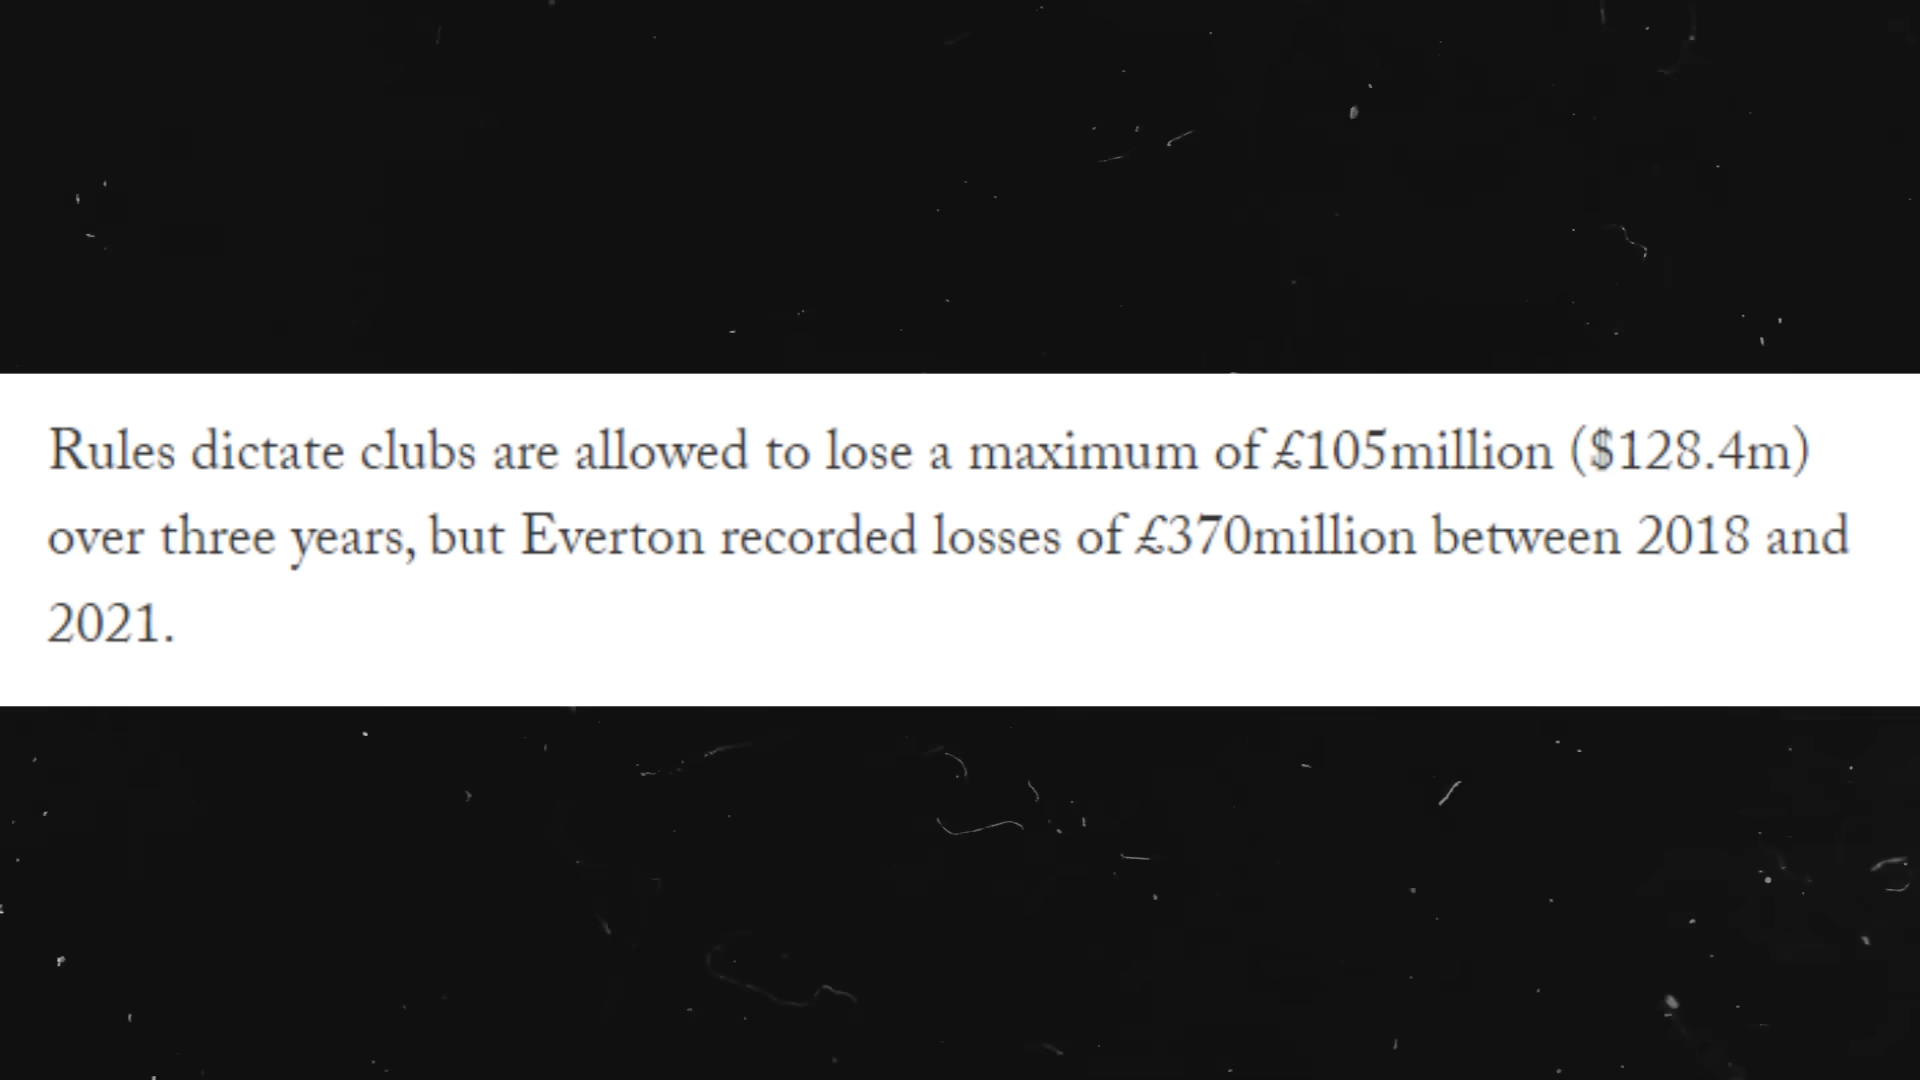 Rules dictate clubs are allowed to lose a maximum of £105million ($128.4m)
over three years, but Everton recorded losses of £370million between 2018 and
2021.